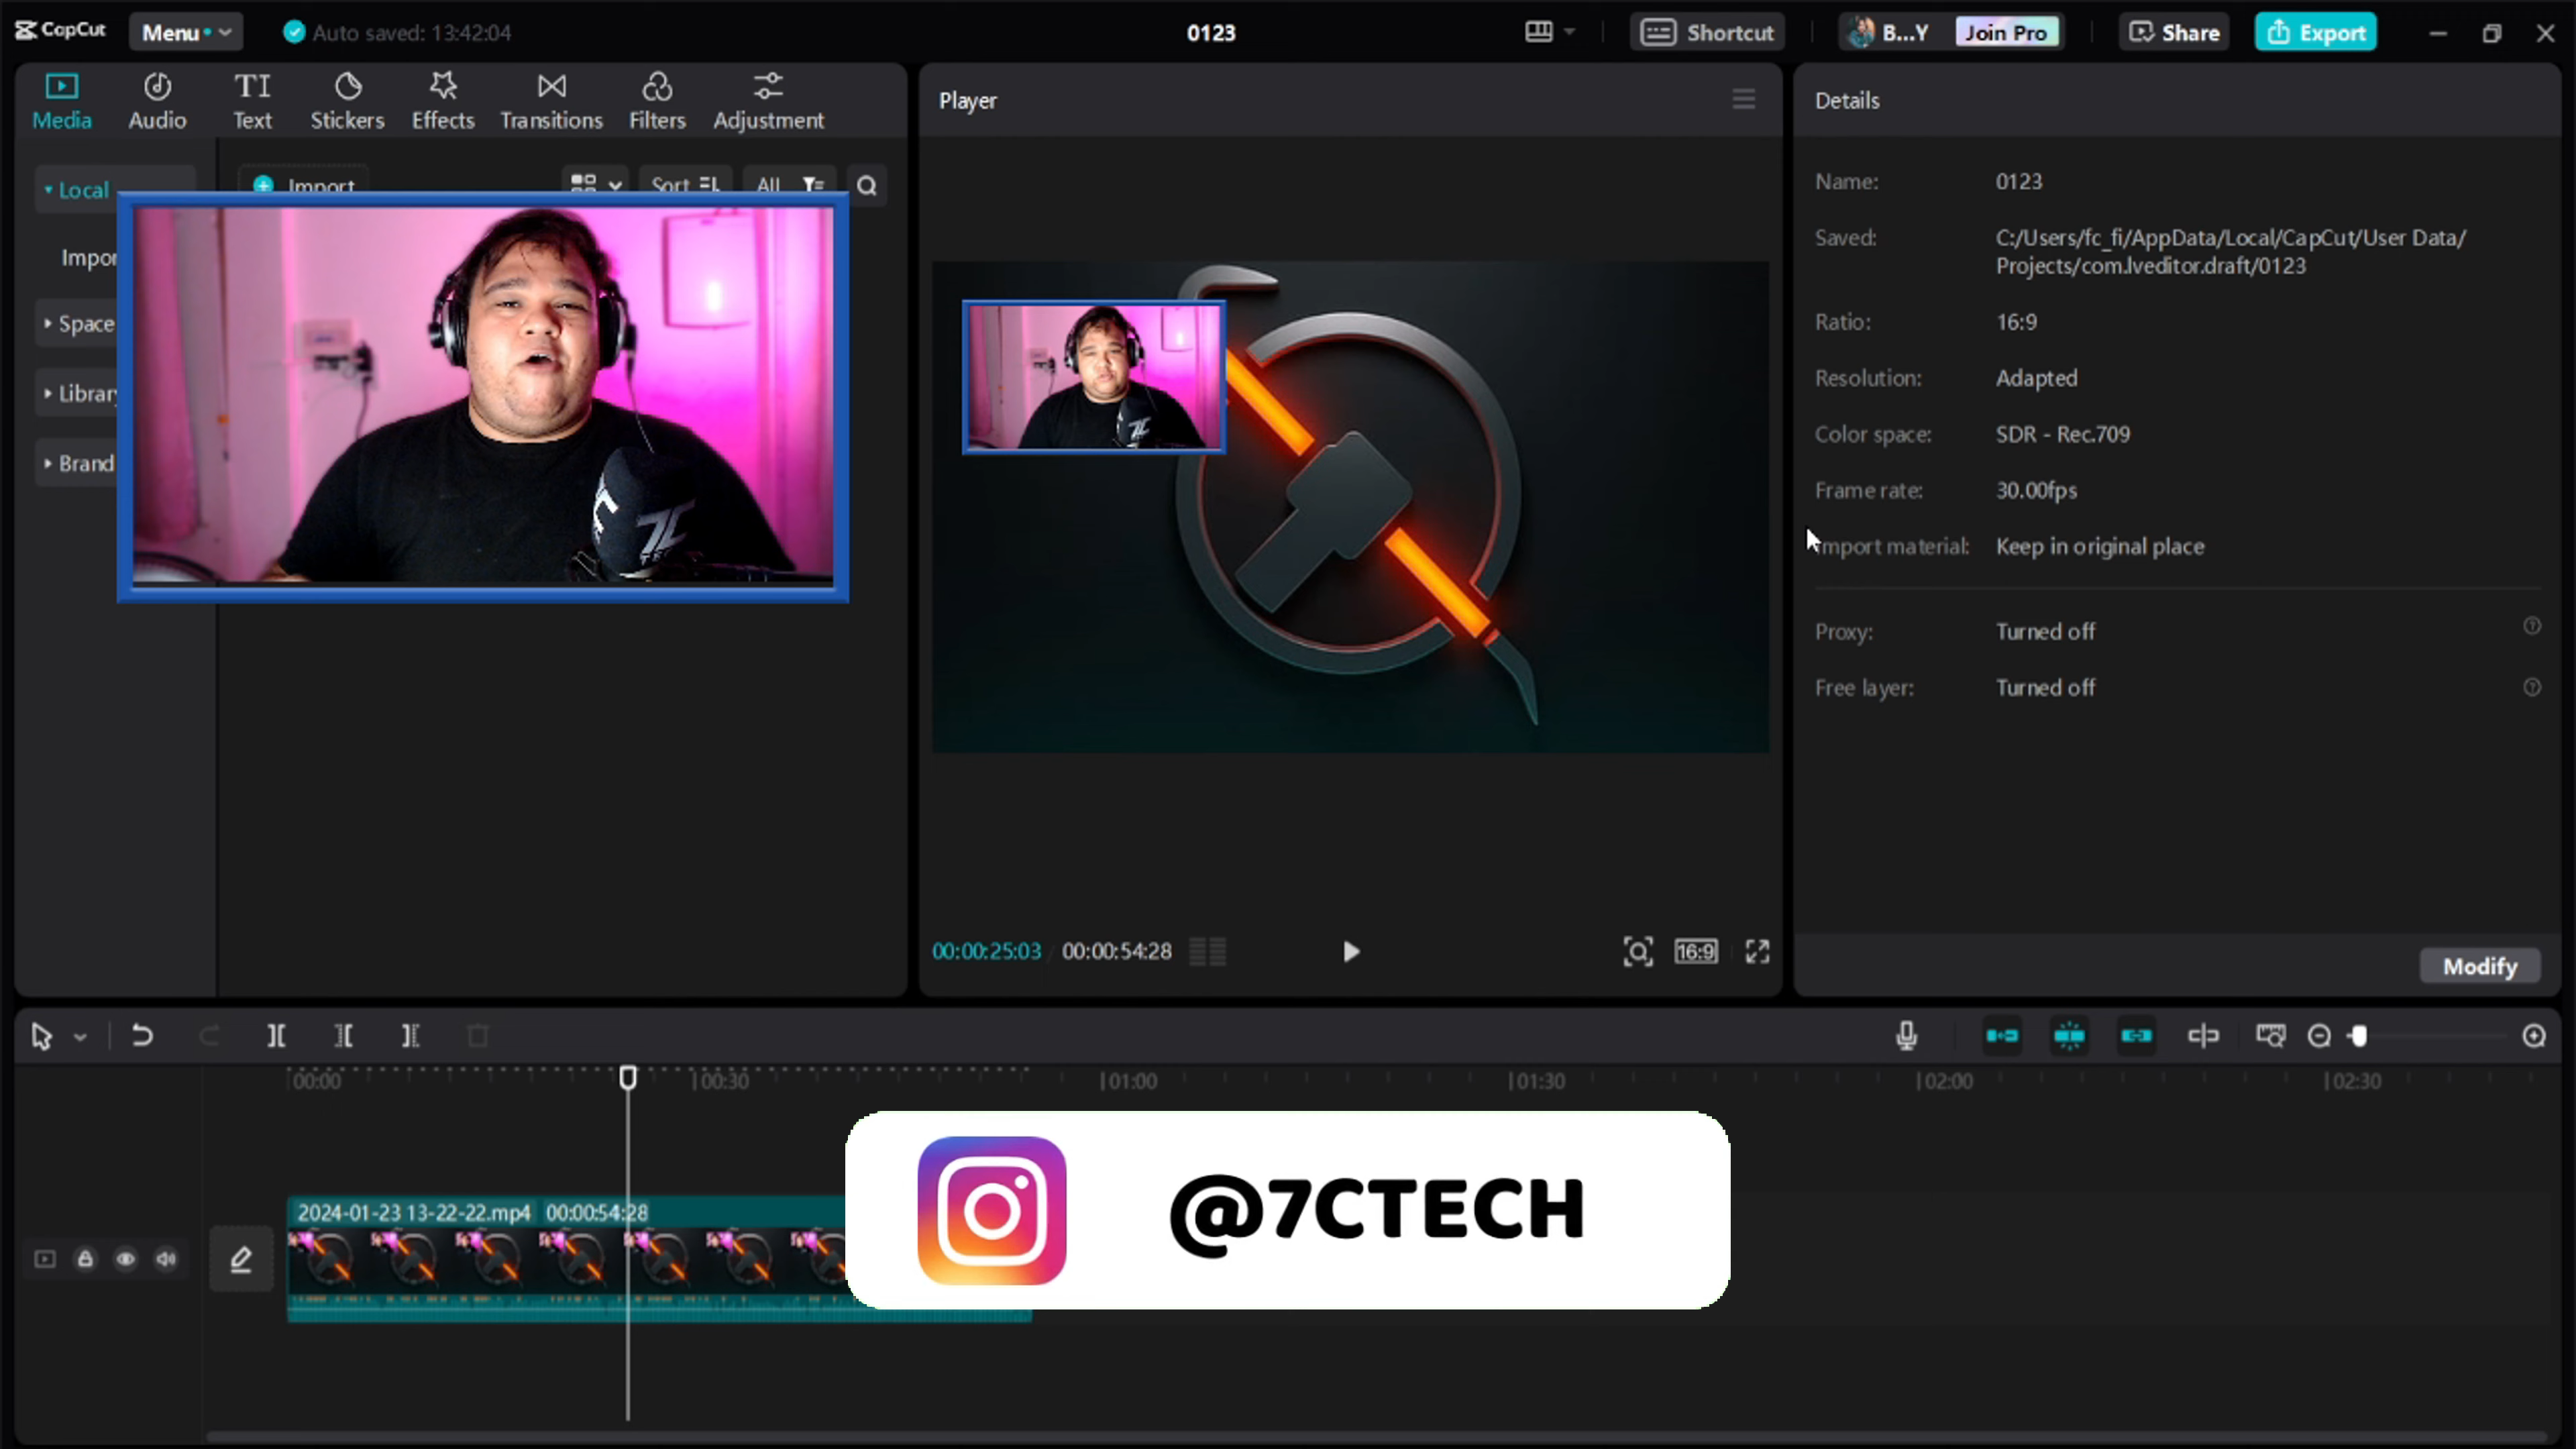 CapCut
Menu
Auto saved: 13:42:04
0123
Shortcut
B...Y
Join Pro
Share
Export
Media
Audio
TI
Text
Stickers
Effects
Transitions
Filters
Adjustment
Player
Details
Local
Import
Sort
All
Impor
Space
Library
Brand
Name:
0123
Saved:
C:/Users/fc_fi/AppData/Local/CapCut/User Data/
Projects/com.lveditor.draft/0123
Ratio:
16:9
Resolution:
Adapted
Color space:
SDR - Rec.709
Frame rate:
30.00fps
Import material:
Keep in original place
Proxy:
Turned off
Free layer:
Turned off
00:00:25:03
00:00:54:28
16:9
Modify
00:00
00:30
01:00
01:30
02:00
02:30
2024-01-23 13-22-22.mp4 00:00:54:28
@7CTECH